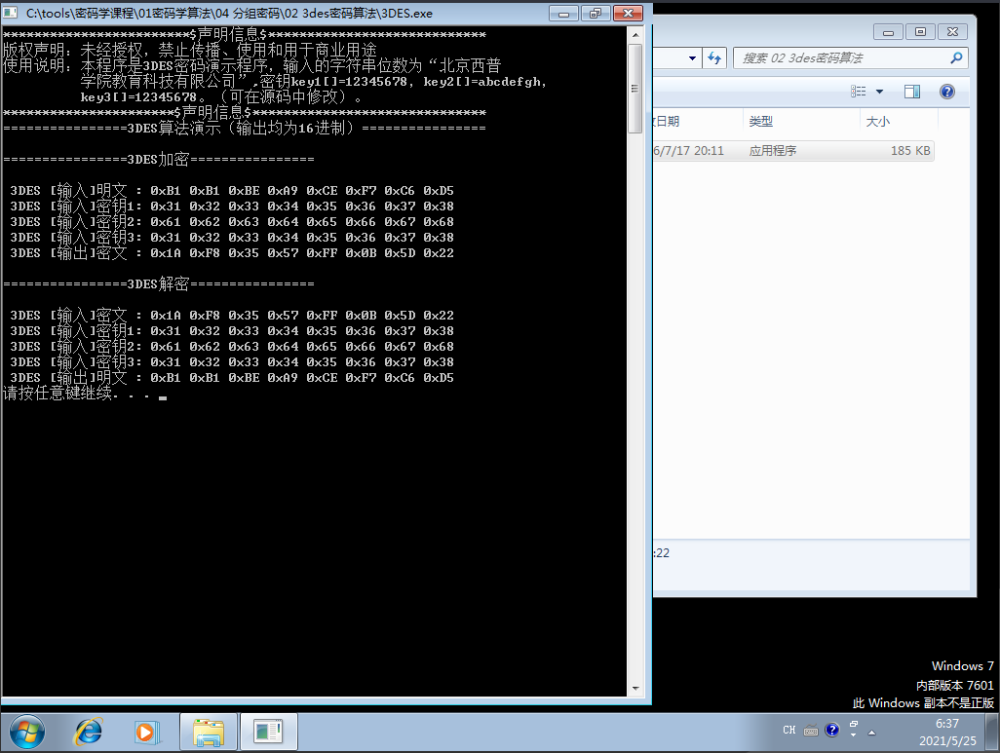 C:\tools\密码学课程\01密码学算法\04 分组密码\02 3des密码算法\3DES.exe
************************$声明信息$****************************
版权声明：未经授权，禁止传播、使用和用于商业用途
使用说明：本程序是3DES密码演示程序，输入的字符串位数为“北京西普
学院教育科技有限公司”,密钥key1[]=12345678, key2[]=abcdefgh,
key3[]=12345678。（可在源码中修改）。
**********************$声明信息$******************************
================3DES算法演示（输出均为16进制）================
================3DES加密================
3DES [输入]明文 : 0xB1 0xB1 0xBE 0xA9 0xCE 0xF7 0xC6 0xD5
3DES [输入]密钥1: 0x31 0x32 0x33 0x34 0x35 0x36 0x37 0x38
3DES [输入]密钥2: 0x61 0x62 0x63 0x64 0x65 0x66 0x67 0x68
3DES [输入]密钥3: 0x31 0x32 0x33 0x34 0x35 0x36 0x37 0x38
3DES [输出]密文 : 0x1A 0xF8 0x35 0x57 0xFF 0x0B 0x5D 0x22
================3DES解密================
3DES [输入]密文 : 0x1A 0xF8 0x35 0x57 0xFF 0x0B 0x5D 0x22
3DES [输入]密钥1: 0x31 0x32 0x33 0x34 0x35 0x36 0x37 0x38
3DES [输入]密钥2: 0x61 0x62 0x63 0x64 0x65 0x66 0x67 0x68
3DES [输入]密钥3: 0x31 0x32 0x33 0x34 0x35 0x36 0x37 0x38
3DES [输出]明文 : 0xB1 0xB1 0xBE 0xA9 0xCE 0xF7 0xC6 0xD5
请按任意键继续. . .
搜索 02 3des密码算法
日期 类型 大小
6/7/17 20:11 应用程序 185 KB
:22
Windows 7
内部版本 7601
此 Windows 副本不是正版
CH
6:37
2021/5/25